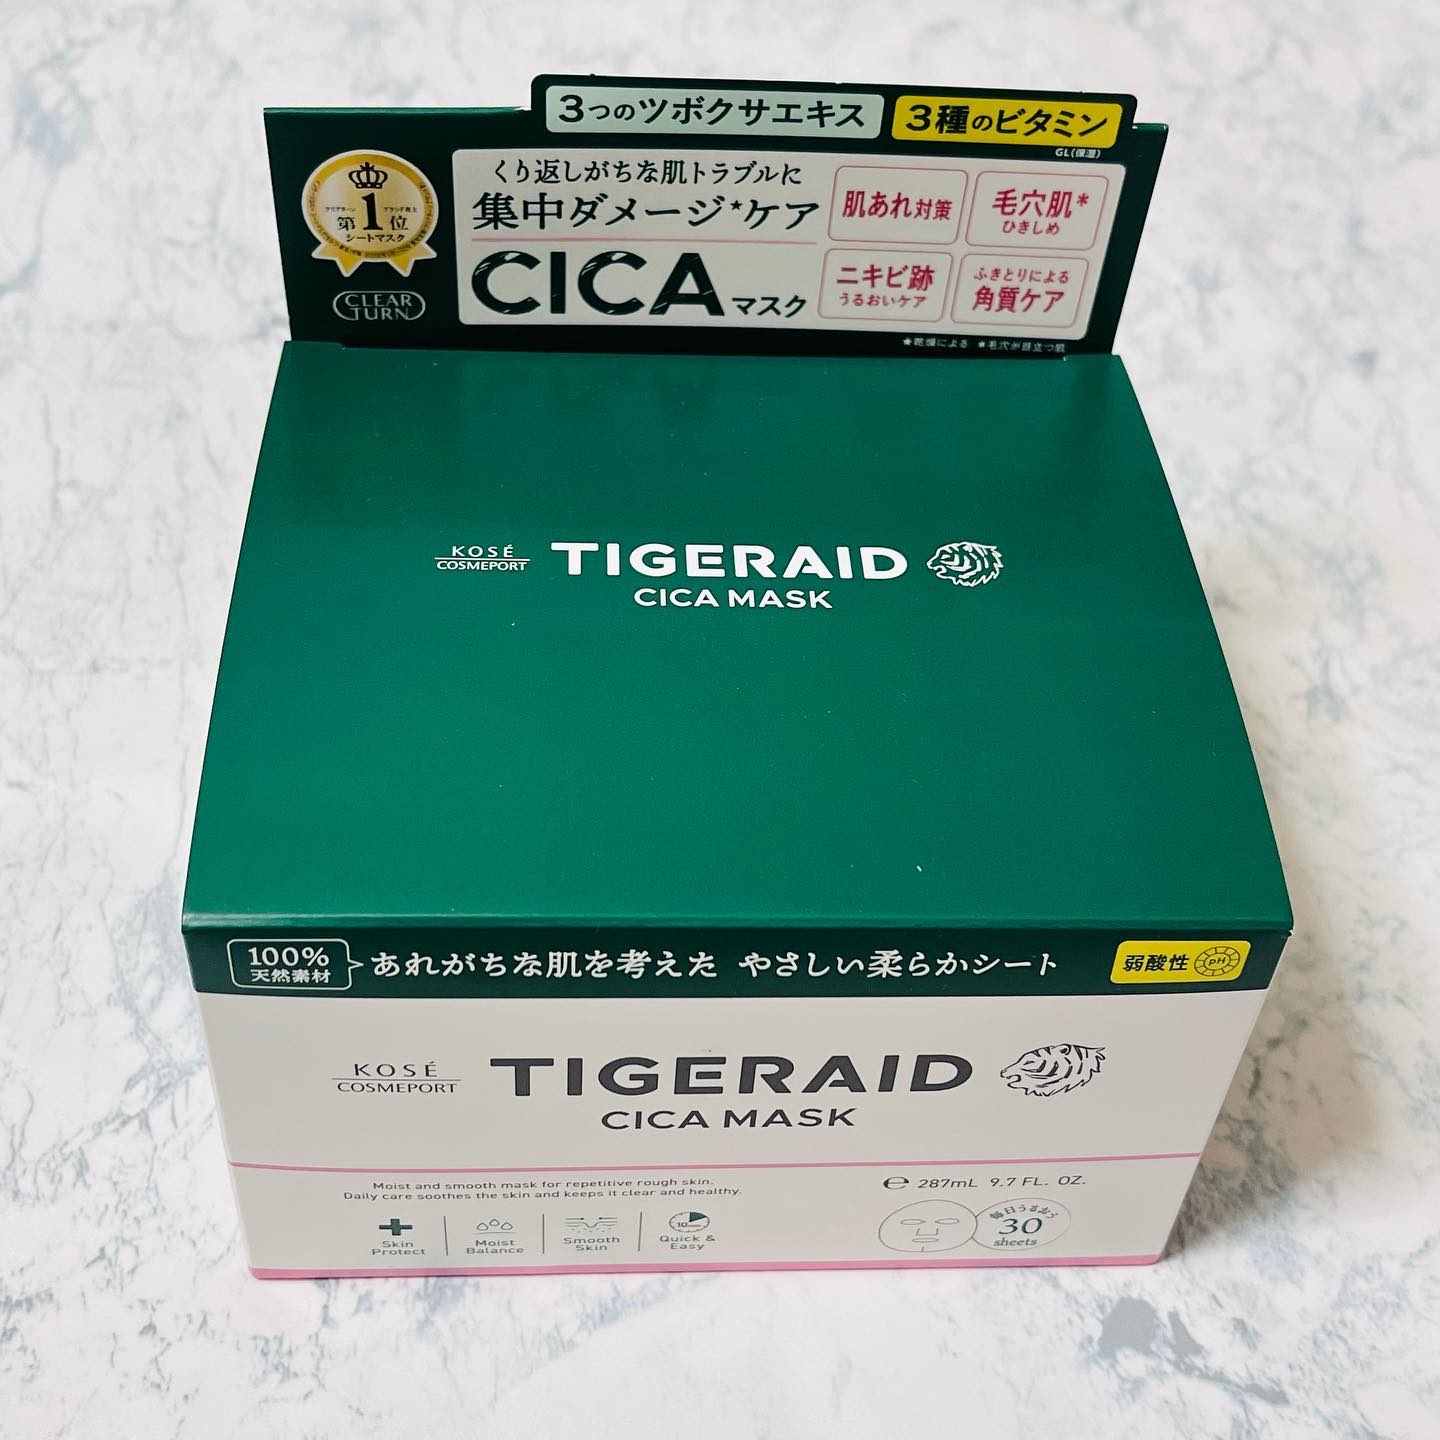 3つのツボクサエキス
3種のビタミン
GL(保湿)
第1位
シートマスク
CLEAR
TURN
くり返しがちな肌トラブルに
集中ダメージ*ケア
CICAマスク
肌あれ対策
毛穴肌*
ひきしめ
ニキビ跡
うるおいケア
ふきとりによる
角質ケア
★乾燥による ＊毛穴が目立つ肌
KOSÉ
COSMEPORT
TIGERAID
CICA MASK
100%
天然素材
あれがちな肌を考えた やさしい柔らかシート
弱酸性
pH
KOSÉ
COSMEPORT
TIGERAID
CICA MASK
Moist and smooth mask for repetitive rough skin.
Daily care soothes the skin and keeps it clear and healthy.
℮ 287mL 9.7 FL. OZ.
Skin
Protect
Moist
Balance
Smooth
Skin
10min
Quick &
Easy
毎日うるおう
30
sheets